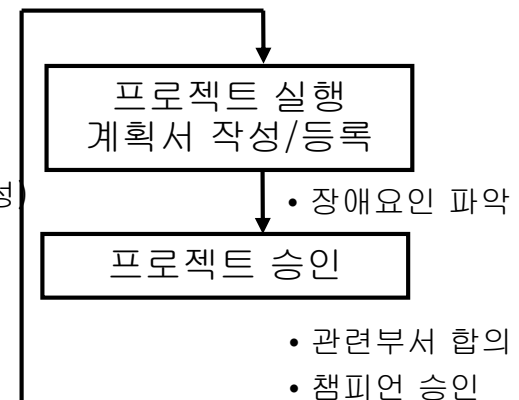 프로젝트 실행
계획서 작성/등록
성)
• 장애요인 파악
프로젝트 승인
• 관련부서 합의
• 챔피언 승인